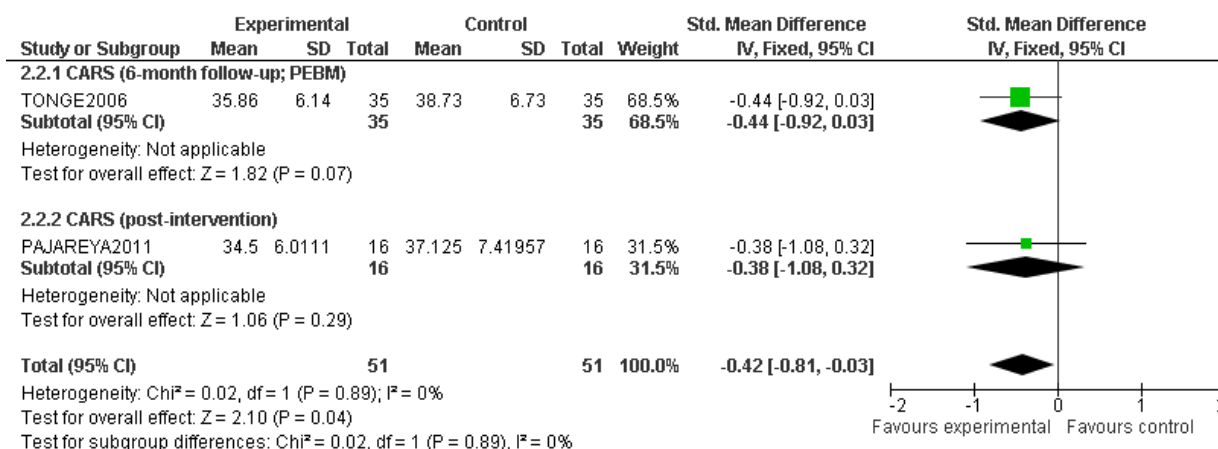 Experimental Control Std. Mean Difference Std. Mean Difference
Study or Subgroup Mean SD Total Mean SD Total Weight IV, Fixed, 95% CI IV, Fixed, 95% CI
2.2.1 CARS (6-month follow-up; PEBM)
TONGE2006 35.86 6.14 35 38.73 6.73 35 68.5% -0.44 [-0.92, 0.03]
Subtotal (95% CI) 35 35 68.5% -0.44 [-0.92, 0.03]
Heterogeneity: Not applicable
Test for overall effect: Z = 1.82 (P = 0.07)
2.2.2 CARS (post-intervention)
PAJAREYA2011 34.5 6.0111 16 37.125 7.41957 16 31.5% -0.38 [-1.08, 0.32]
Subtotal (95% CI) 16 16 31.5% -0.38 [-1.08, 0.32]
Heterogeneity: Not applicable
Test for overall effect: Z = 1.06 (P = 0.29)
Total (95% CI) 51 51 100.0% -0.42 [-0.81, -0.03]
Heterogeneity: Chi² = 0.02, df = 1 (P = 0.89); I² = 0%
Test for overall effect: Z = 2.10 (P = 0.04)
Test for subgroup differences: Chi² = 0.02, df = 1 (P = 0.89), I² = 0%
-2 -1 0 1
Favours experimental Favours control